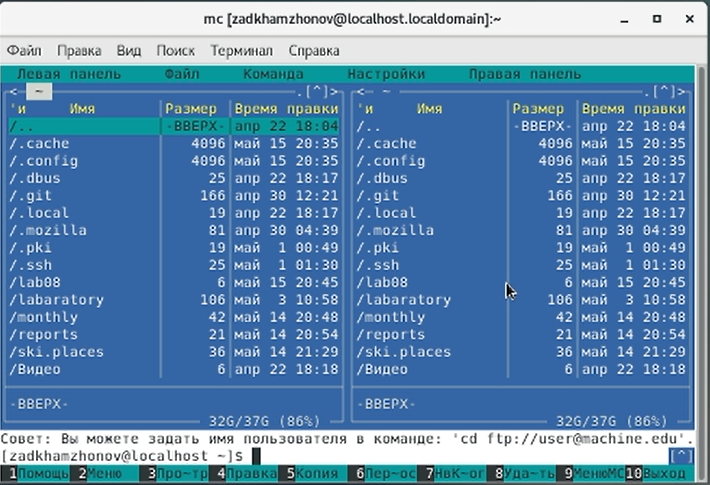 mc [zadkhamzhonov@localhost.localdomain]:~
Файл Правка Вид Поиск Терминал Справка
Левая панель Файл Команда Настройки Правая панель
<— ~ .[^]> <— ~ .[^]>
'и Имя Размер Время правки 'и Имя Размер Время правки
/.. -ВВЕРХ- апр 22 18:04 /.. -ВВЕРХ- апр 22 18:04
/.cache 4096 май 15 20:35 /.cache 4096 май 15 20:35
/.config 4096 май 15 20:35 /.config 4096 май 15 20:35
/.dbus 25 апр 22 18:17 /.dbus 25 апр 22 18:17
/.git 166 апр 30 12:21 /.git 166 апр 30 12:21
/.local 19 апр 22 18:17 /.local 19 апр 22 18:17
/.mozilla 81 апр 30 04:39 /.mozilla 81 апр 30 04:39
/.pki 19 май 1 00:49 /.pki 19 май 1 00:49
/.ssh 25 май 1 01:30 /.ssh 25 май 1 01:30
/lab08 6 май 15 20:45 /lab08 6 май 15 20:45
/labaratory 106 май 3 10:58 /labaratory 106 май 3 10:58
/monthly 42 май 14 20:48 /monthly 42 май 14 20:48
/reports 21 май 14 20:54 /reports 21 май 14 20:54
/ski.places 36 май 14 21:29 /ski.places 36 май 14 21:29
/Видео 6 апр 22 18:18 /Видео 6 апр 22 18:18
-ВВЕРХ- -ВВЕРХ-
32G/37G (86%) 32G/37G (86%)
Совет: Вы можете задать имя пользователя в команде: 'cd ftp://user@machine.edu'.
[zadkhamzhonov@localhost ~]$ [^]
1Помощь 2Меню 3Про~тр 4Правка 5Копия 6Пер~ос 7НвК~ог 8Уда~ть 9МенюMC 10Выход